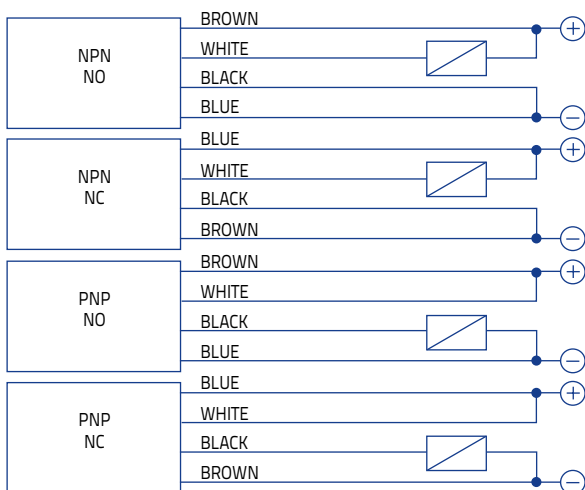 BROWN
WHITE
NPN
NO
BLACK
BLUE
+
−
BLUE
WHITE
NPN
NC
BLACK
BROWN
+
−
BROWN
WHITE
PNP
NO
BLACK
BLUE
+
−
BLUE
WHITE
PNP
NC
BLACK
BROWN
+
−